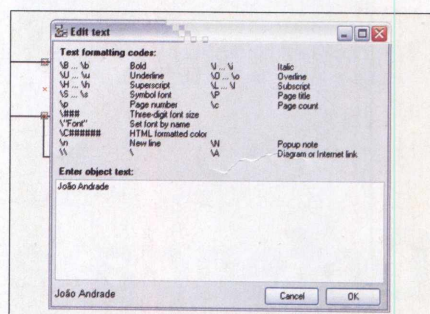 Edit text
Text formatting codes:
\B ... \b Bold \I ... \i Italic
\U ... \u Underline \O ... \o Overline
\H ... \h Superscript \L ... \l Subscript
\S ... \s Symbol font \P Page title
\p Page number \c Page count
\### Three-digit font size
\"Font" Set font by name
\C###### HTML formatted color
\n New line \N Popup note
\\ \ \A Diagram or Internet link
Enter object text:
João Andrade
João Andrade
Cancel OK